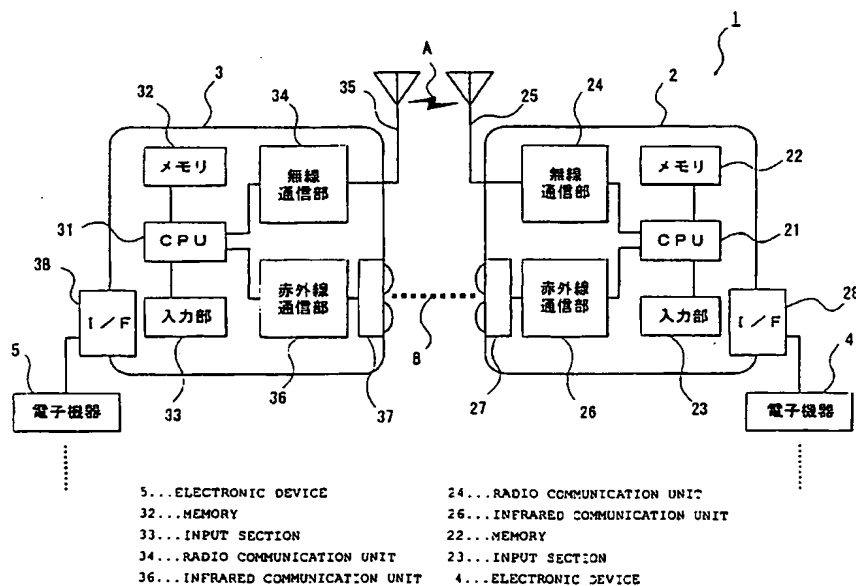 1
A
3
32
34
35
25
24
2
メモリ
無線
通信部
無線
通信部
メモリ
22
31
CPU
CPU
21
38
I/F
入力部
赤外線
通信部
赤外線
通信部
入力部
I/F
28
5
B
4
電子機器
33
36
37
27
26
23
電子機器
5...ELECTRONIC DEVICE
32...MEMORY
33...INPUT SECTION
34...RADIO COMMUNICATION UNIT
36...INFRARED COMMUNICATION UNIT
24...RADIO COMMUNICATION UNIT
26...INFRARED COMMUNICATION UNIT
22...MEMORY
23...INPUT SECTION
4...ELECTRONIC DEVICE